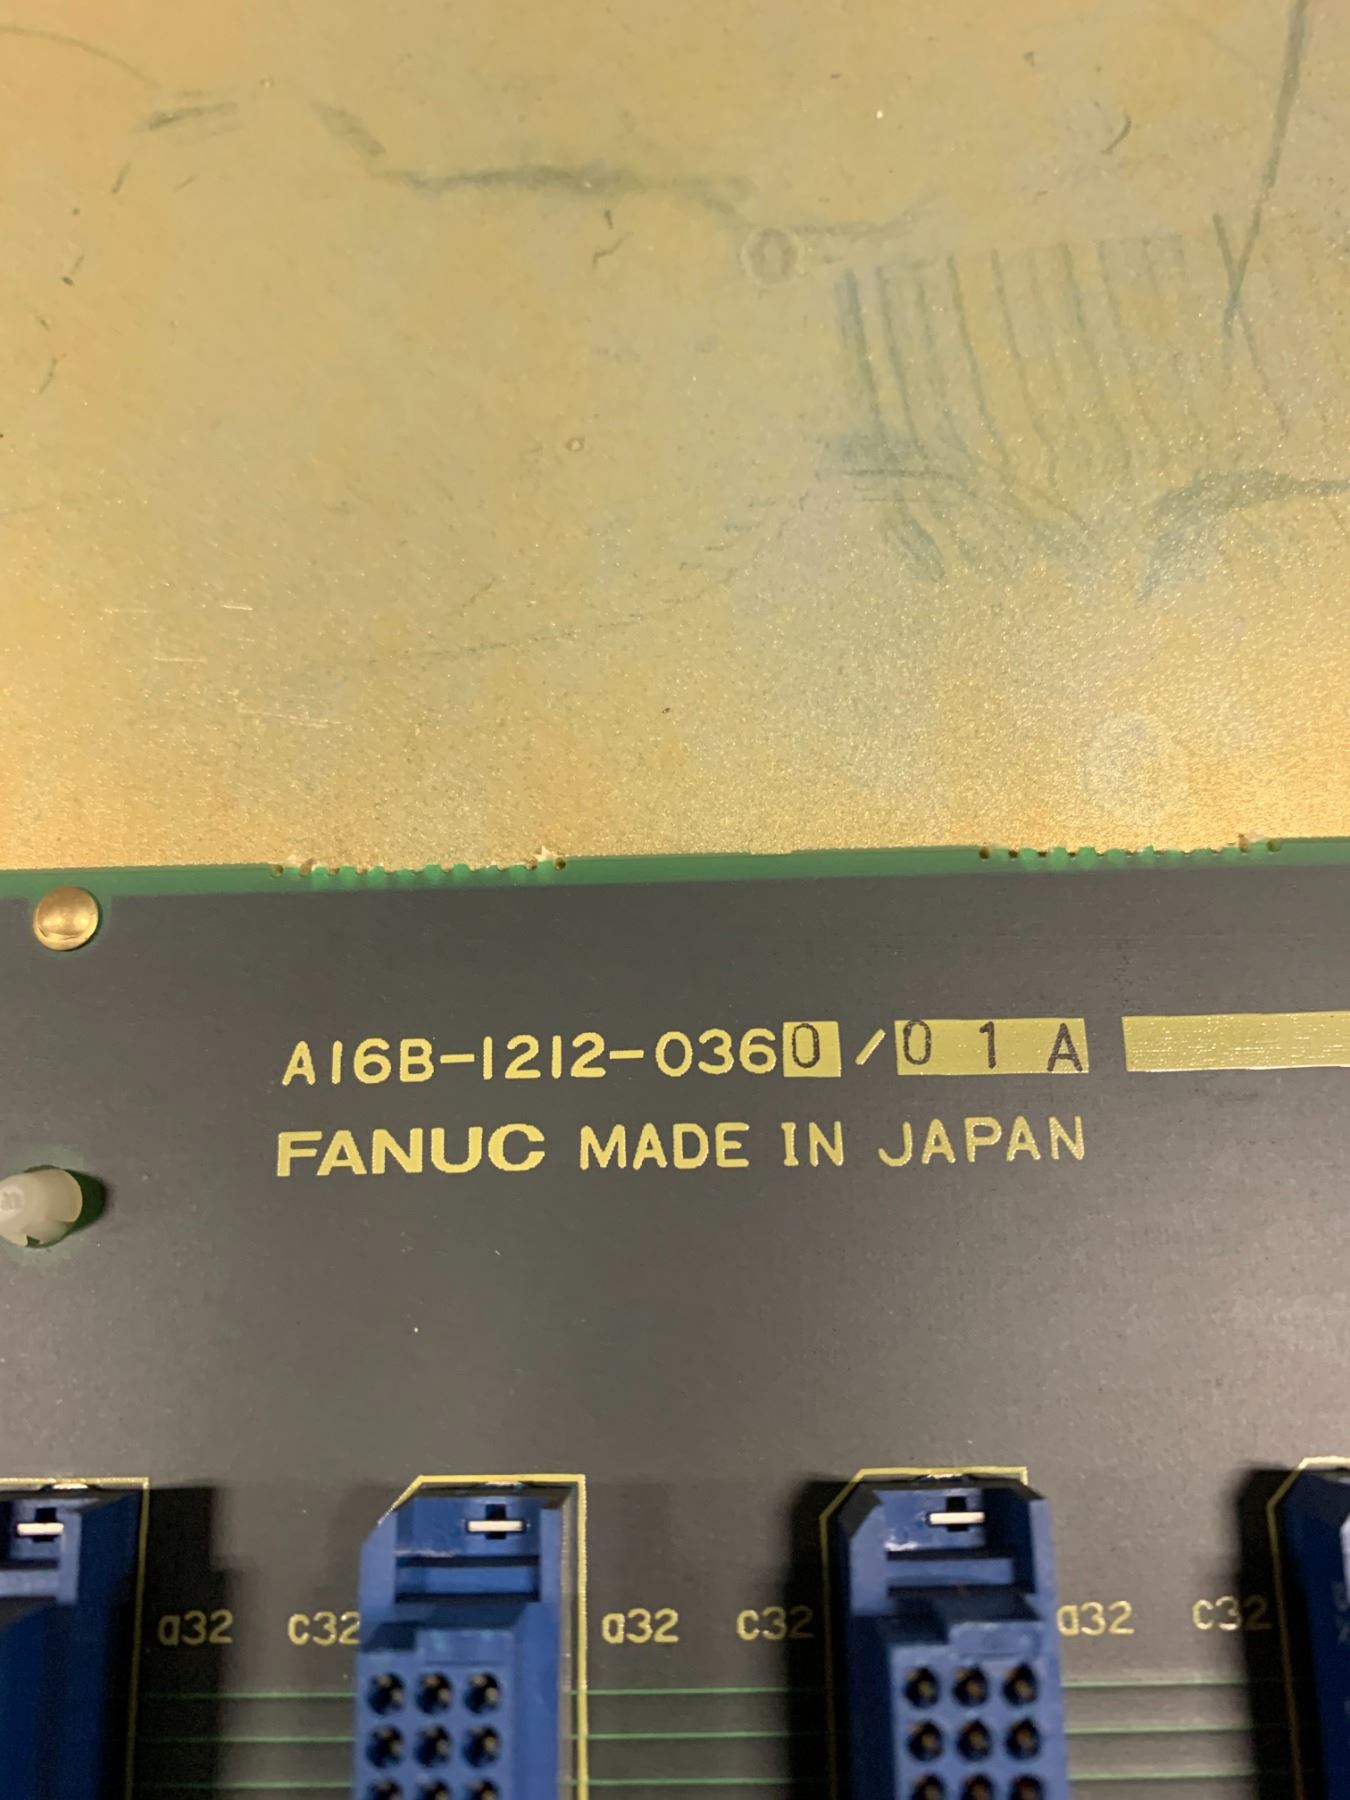 A16B-1212-0360/01A
FANUC MADE IN JAPAN
a32 c32 a32 c32 a32 c32